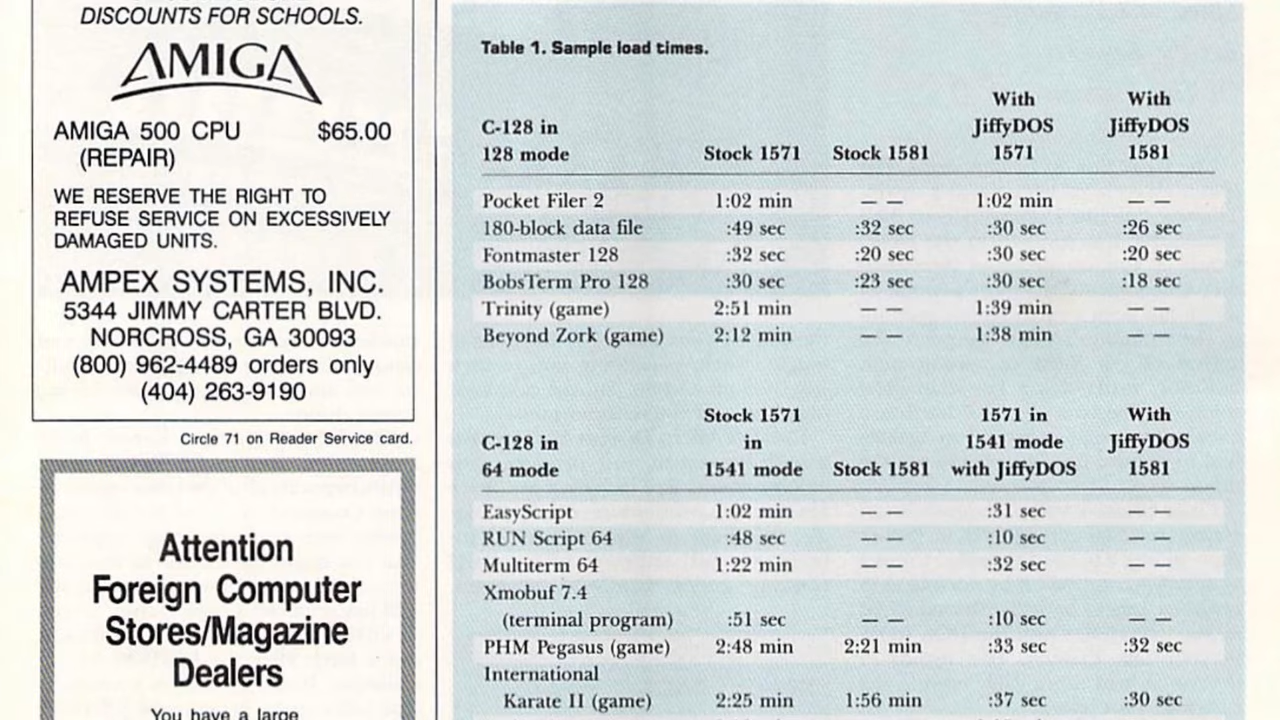 DISCOUNTS FOR SCHOOLS.
AMIGA
AMIGA 500 CPU $65.00
(REPAIR)
WE RESERVE THE RIGHT TO
REFUSE SERVICE ON EXCESSIVELY
DAMAGED UNITS.
AMPEX SYSTEMS, INC.
5344 JIMMY CARTER BLVD.
NORCROSS, GA 30093
(800) 962-4489 orders only
(404) 263-9190
Circle 71 on Reader Service card.
Attention
Foreign Computer
Stores/Magazine
Dealers
You have a large
Table 1. Sample load times.
With With
C-128 in JiffyDOS JiffyDOS
128 mode Stock 1571 Stock 1581 1571 1581
Pocket Filer 2 1:02 min — — 1:02 min — —
180-block data file :49 sec :32 sec :30 sec :26 sec
Fontmaster 128 :32 sec :20 sec :30 sec :20 sec
BobsTerm Pro 128 :30 sec :23 sec :30 sec :18 sec
Trinity (game) 2:51 min — — 1:39 min — —
Beyond Zork (game) 2:12 min — — 1:38 min — —
Stock 1571 1571 in With
C-128 in in 1541 mode JiffyDOS
64 mode 1541 mode Stock 1581 with JiffyDOS 1581
EasyScript 1:02 min — — :31 sec — —
RUN Script 64 :48 sec — — :10 sec — —
Multiterm 64 1:22 min — — :32 sec — —
Xmobuf 7.4
(terminal program) :51 sec — — :10 sec — —
PHM Pegasus (game) 2:48 min 2:21 min :33 sec :32 sec
International
Karate II (game) 2:25 min 1:56 min :37 sec :30 sec